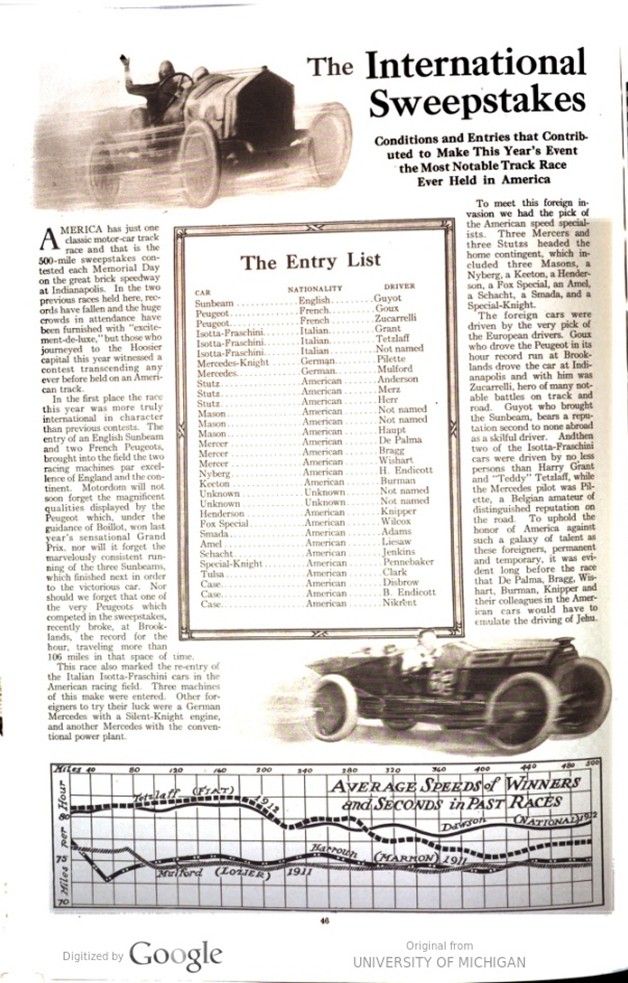 The International
Sweepstakes
Conditions and Entries that Contrib-
uted to Make This Year's Event
the Most Notable Track Race
Ever Held in America
AMERICA has just one
classic motor-car track
race and that is the
500-mile sweepstakes con-
tested each Memorial Day
on the great brick speedway
at Indianapolis. In the two
previous races held here, rec-
ords have fallen and the huge
crowds in attendance have
been furnished with "excite-
ment-de-luxe," but those who
journeyed to the Hoosier
capital this year witnessed a
contest transcending any
ever before held on an Ameri-
can track.
In the first place the race
this year was more truly
international in character
than previous contests. The
entry of an English Sunbeam
and two French Peugeots,
brought into the field the two
racing machines par excel-
lence of England and the con-
tinent. Motordom will not
soon forget the magnificent
qualities displayed by the
Peugeot which, under the
guidance of Boillot, won last
year's sensational Grand
Prix, nor will it forget the
marvelously consistent run-
ning of the three Sunbeams,
which finished next in order
to the victorious car. Nor
should we forget that one of
the very Peugeots which
competed in the sweepstakes,
recently broke, at Brook-
lands, the record for the
hour, traveling more than
106 miles in that space of time.
This race also marked the re-entry of
the Italian Isotta-Fraschini cars in the
American racing field. Three machines
of this make were entered. Other for-
eigners to try their luck were a German
Mercedes with a Silent-Knight engine,
and another Mercedes with the conven-
tional power plant.
The Entry List
CAR NATIONALITY DRIVER
Sunbeam English Guyot
Peugeot French Goux
Peugeot French Zucarrelli
Isotta-Fraschini Italian Grant
Isotta-Fraschini Italian Tetzlaff
Isotta-Fraschini Italian Not named
Mercedes-Knight German Pilette
Mercedes German Mulford
Stutz American Anderson
Stutz American Merz
Stutz American Herr
Mason American Not named
Mason American Not named
Mason American Haupt
Mercer American De Palma
Mercer American Bragg
Mercer American Wishart
Nyberg American H. Endicott
Keeton American Burman
Unknown Unknown Not named
Unknown Unknown Not named
Henderson American Knipper
Fox Special American Wilcox
Smada American Adams
Amel American Liesaw
Schacht American Jenkins
Special-Knight American Pennebaker
Tulsa American Clark
Case American Disbrow
Case American B. Endicott
Case American Nikrent
To meet this foreign in-
vasion we had the pick of
the American speed special-
ists. Three Mercers and
three Stutzs headed the
home contingent, which in-
cluded three Masons, a
Nyberg, a Keeton, a Hender-
son, a Fox Special, an Amel,
a Schacht, a Smada, and a
Special-Knight.
The foreign cars were
driven by the very pick of
the European drivers. Goux
who drove the Peugeot in its
hour record run at Brook-
lands drove the car at Indi-
anapolis and with him was
Zucarrelli, hero of many not-
able battles on track and
road. Guyot who brought
the Sunbeam, bears a repu-
tation second to none abroad
as a skilful driver. And then
two of the Isotta-Fraschini
cars were driven by no less
persons than Harry Grant
and "Teddy" Tetzlaff, while
the Mercedes pilot was Pil-
ette, a Belgian amateur of
distinguished reputation on
the road. To uphold the
honor of America against
such a galaxy of talent as
these foreigners, permanent
and temporary, it was evi-
dent long before the race
that De Palma, Bragg, Wis-
hart, Burman, Knipper and
their colleagues in the Amer-
ican cars would have to
emulate the driving of Jehu.
Miles 40 80 120 160 200 240 280 320 360 400 440 480 500
AVERAGE SPEEDS of WINNERS
and SECONDS in PAST RACES
Miles per Hour
80
75
70
Tetzlaff (FIAT) 1912
Dawson (NATIONAL) 1912
Harroun (MARMON) 1911
Mulford (LOZIER) 1911
46
Digitized by Google
Original from
UNIVERSITY OF MICHIGAN